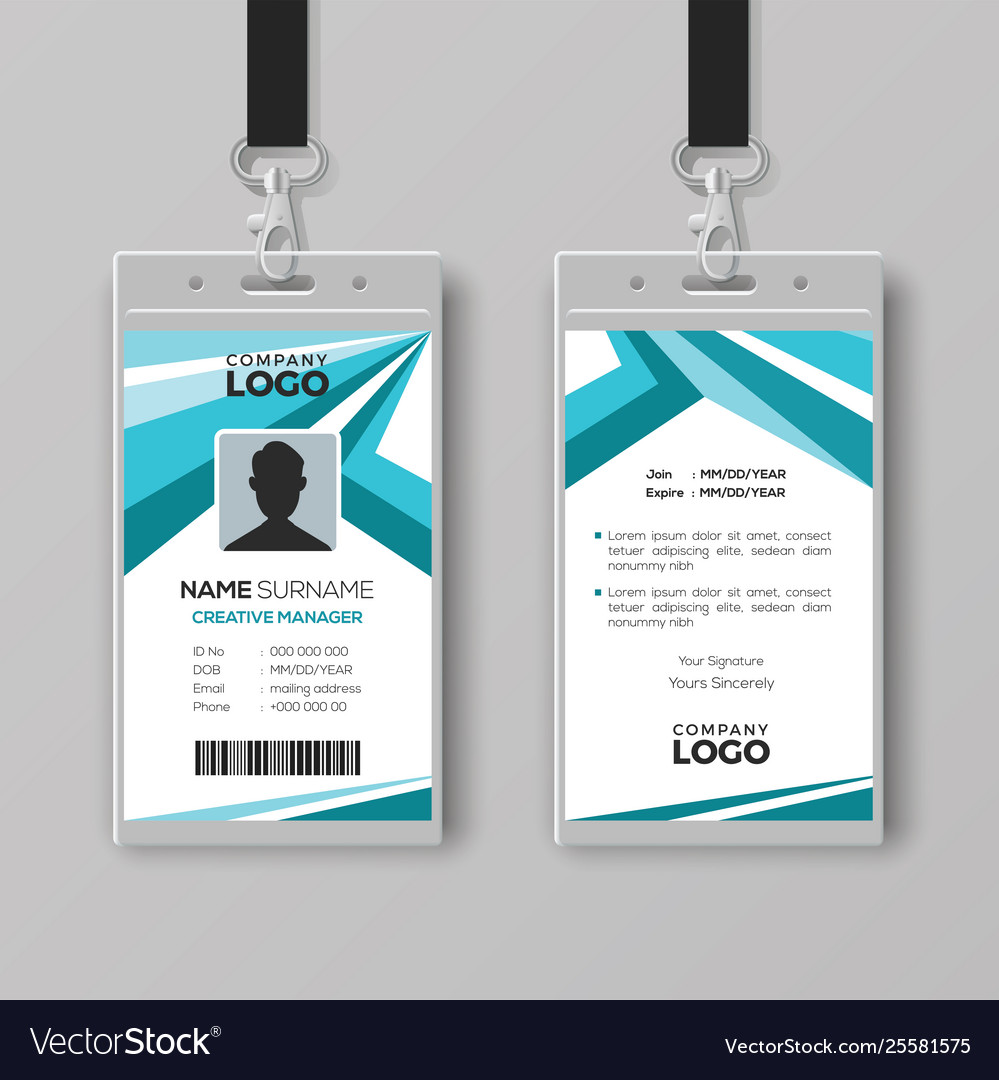 COMPANY
LOGO
NAME SURNAME
CREATIVE MANAGER
ID No : 000 000 000
DOB : MM/DD/YEAR
Email : mailing address
Phone : +000 000 00
Join : MM/DD/YEAR
Expire : MM/DD/YEAR
Lorem ipsum dolor sit amet, consect
tetuer adipiscing elite, sedean diam
nonummy nibh
Lorem ipsum dolor sit amet, consect
tetuer adipiscing elite, sedean diam
nonummy nibh
Your Signature
Yours Sincerely
COMPANY
LOGO
VectorStock®
VectorStock.com/25581575